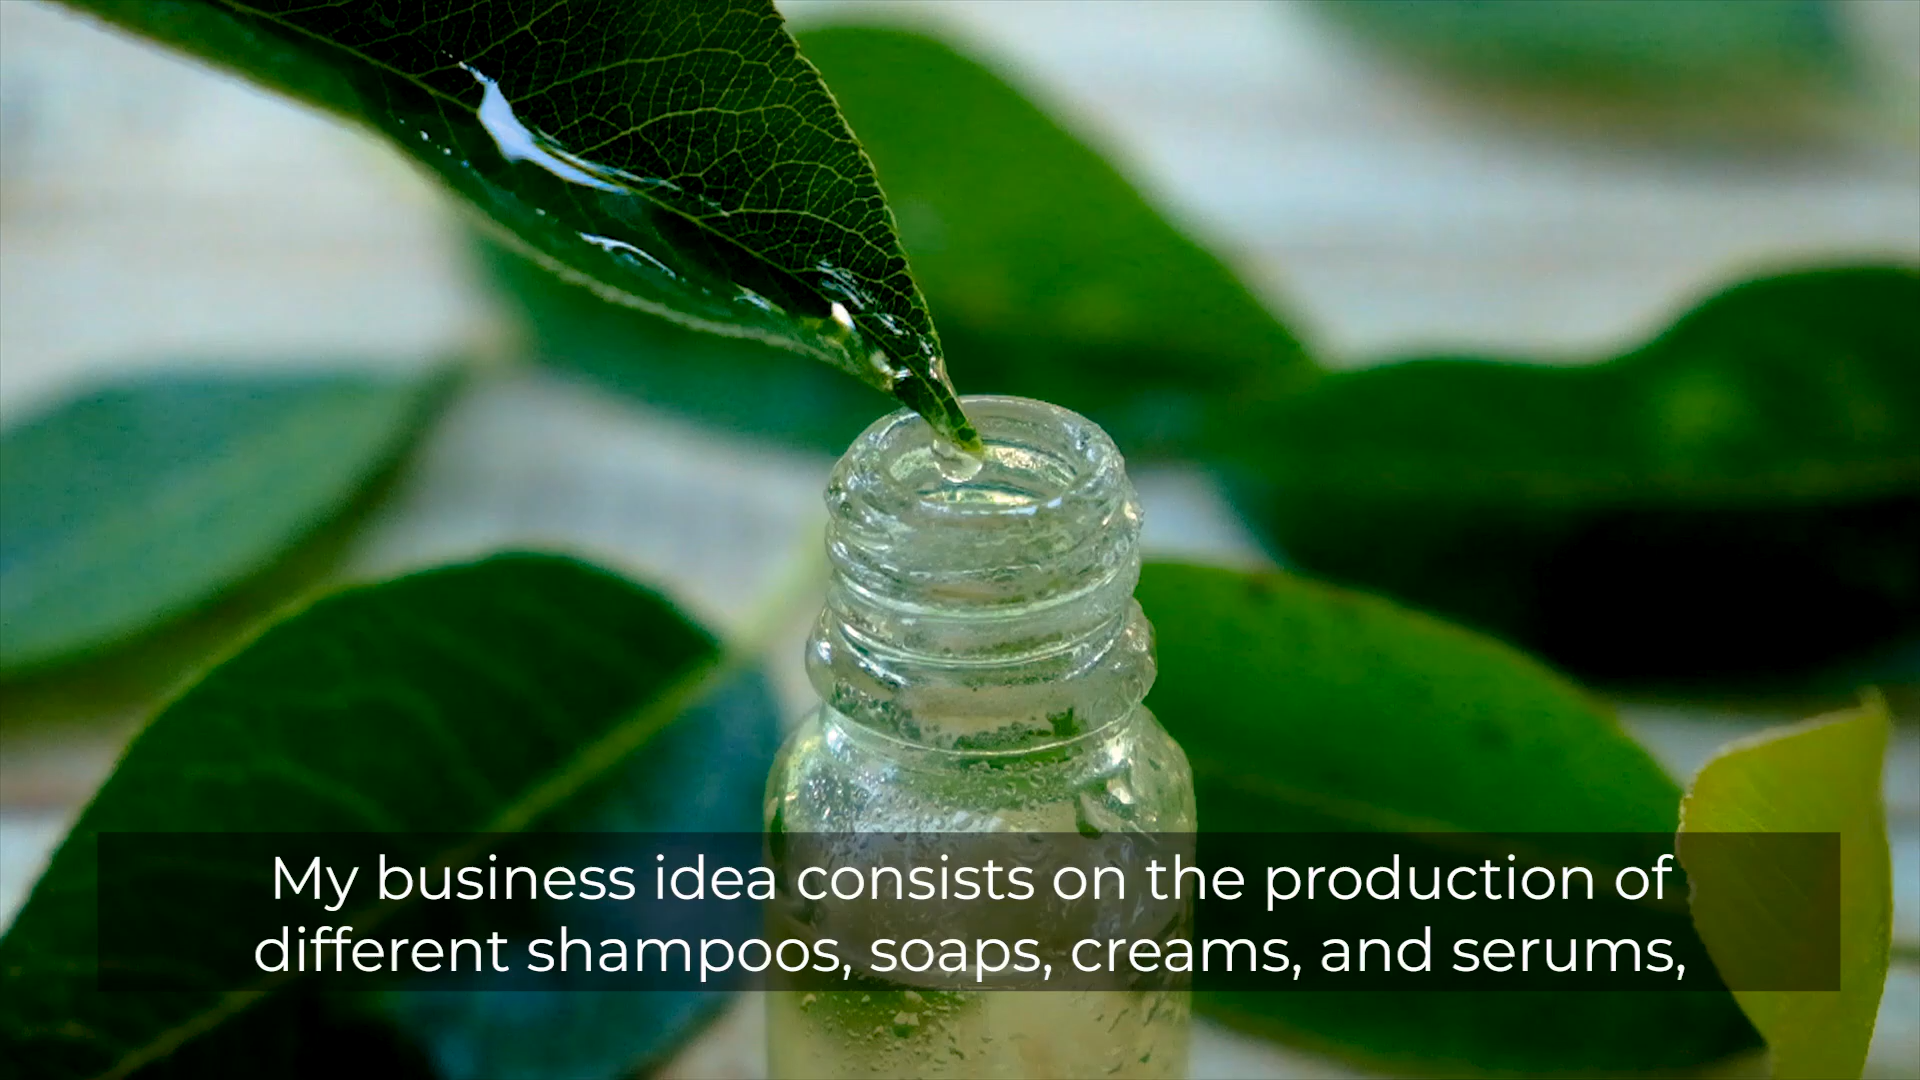 My business idea consists on the production of
different shampoos, soaps, creams, and serums,